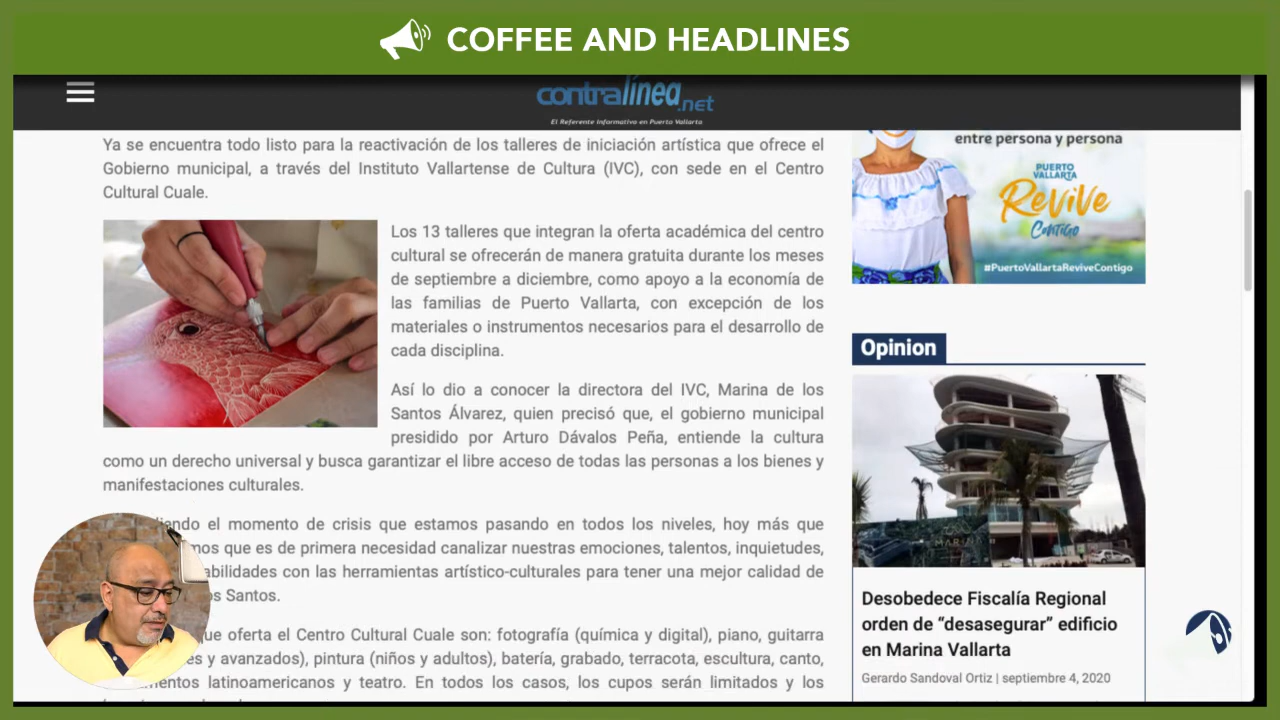 COFFEE AND HEADLINES
contralínea.net
El Referente Informativo en Puerto Vallarta
Ya se encuentra todo listo para la reactivación de los talleres de iniciación artística que ofrece el
Gobierno municipal, a través del Instituto Vallartense de Cultura (IVC), con sede en el Centro
Cultural Cuale.
Los 13 talleres que integran la oferta académica del centro
cultural se ofrecerán de manera gratuita durante los meses
de septiembre a diciembre, como apoyo a la economía de
las familias de Puerto Vallarta, con excepción de los
materiales o instrumentos necesarios para el desarrollo de
cada disciplina.
Así lo dio a conocer la directora del IVC, Marina de los
Santos Álvarez, quien precisó que, el gobierno municipal
presidido por Arturo Dávalos Peña, entiende la cultura
como un derecho universal y busca garantizar el libre acceso de todas las personas a los bienes y
manifestaciones culturales.
el momento de crisis que estamos pasando en todos los niveles, hoy más que
que es de primera necesidad canalizar nuestras emociones, talentos, inquietudes,
con las herramientas artístico-culturales para tener una mejor calidad de
Santos.
que oferta el Centro Cultural Cuale son: fotografía (química y digital), piano, guitarra
y avanzados), pintura (niños y adultos), batería, grabado, terracota, escultura, canto,
latinoamericanos y teatro. En todos los casos, los cupos serán limitados y los
entre persona y persona
PUERTO
VALLARTA
Revive
Contigo
#PuertoVallartaReviveContigo
Opinion
MARINA
Desobedece Fiscalía Regional
orden de “desasegurar” edificio
en Marina Vallarta
Gerardo Sandoval Ortiz | septiembre 4, 2020